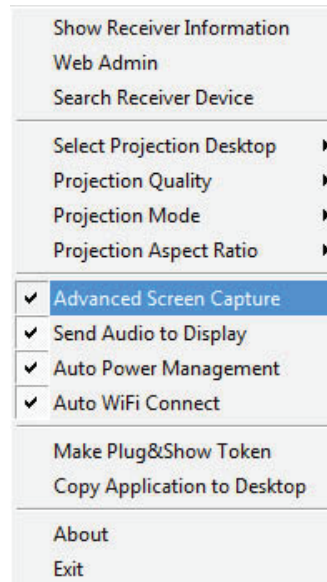 Show Receiver Information
Web Admin
Search Receiver Device
Select Projection Desktop
Projection Quality
Projection Mode
Projection Aspect Ratio
Advanced Screen Capture
Send Audio to Display
Auto Power Management
Auto WiFi Connect
Make Plug&Show Token
Copy Application to Desktop
About
Exit